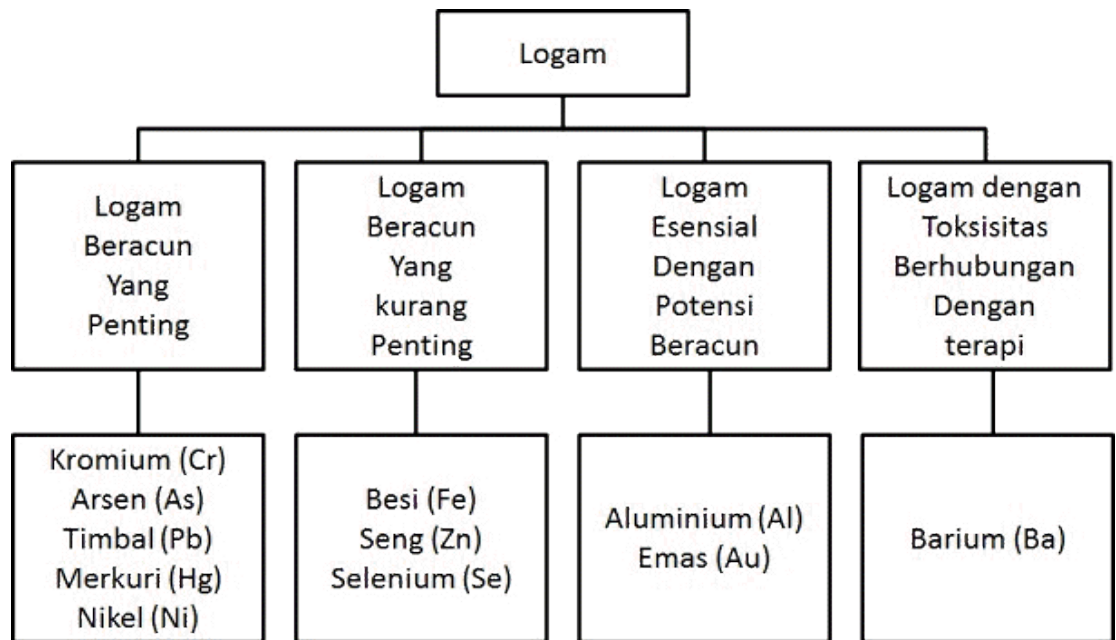 Logam
Logam
Beracun
Yang
Penting
Logam
Beracun
Yang
kurang
Penting
Logam
Esensial
Dengan
Potensi
Beracun
Logam dengan
Toksisitas
Berhubungan
Dengan
terapi
Kromium (Cr)
Arsen (As)
Timbal (Pb)
Merkuri (Hg)
Nikel (Ni)
Besi (Fe)
Seng (Zn)
Selenium (Se)
Aluminium (Al)
Emas (Au)
Barium (Ba)